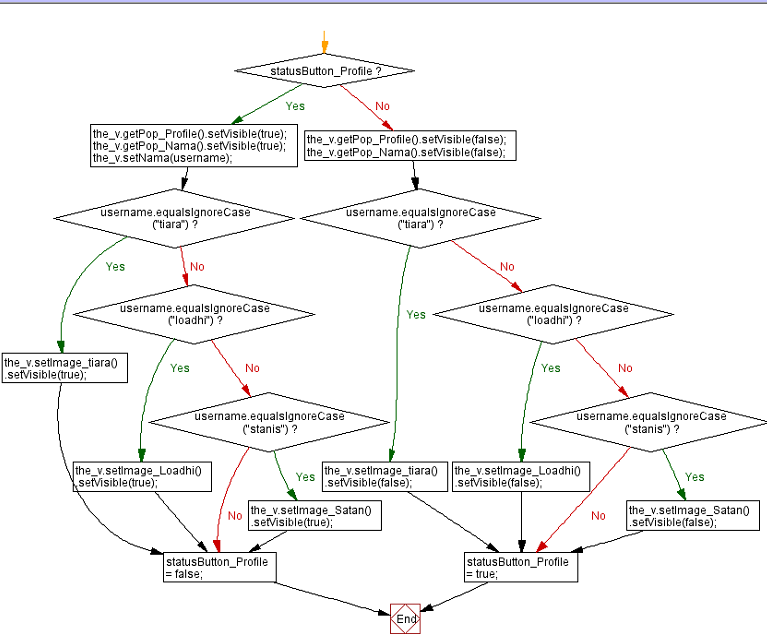 statusButton_Profile ?
Yes
No
the_v.getPop_Profile().setVisible(true);
the_v.getPop_Nama().setVisible(true);
the_v.setNama(username);
the_v.getPop_Profile().setVisible(false);
the_v.getPop_Nama().setVisible(false);
username.equalsIgnoreCase
("tiara") ?
username.equalsIgnoreCase
("tiara") ?
Yes
No
No
username.equalsIgnoreCase
("loadhi") ?
Yes
username.equalsIgnoreCase
("loadhi") ?
the_v.setImage_tiara()
.setVisible(true);
Yes
No
Yes
No
username.equalsIgnoreCase
("stanis") ?
username.equalsIgnoreCase
("stanis") ?
the_v.setImage_Loadhi()
.setVisible(true);
Yes
the_v.setImage_tiara()
.setVisible(false);
the_v.setImage_Loadhi()
.setVisible(false);
Yes
No
the_v.setImage_Satan()
.setVisible(true);
No
the_v.setImage_Satan()
.setVisible(false);
statusButton_Profile
= false;
statusButton_Profile
= true;
End